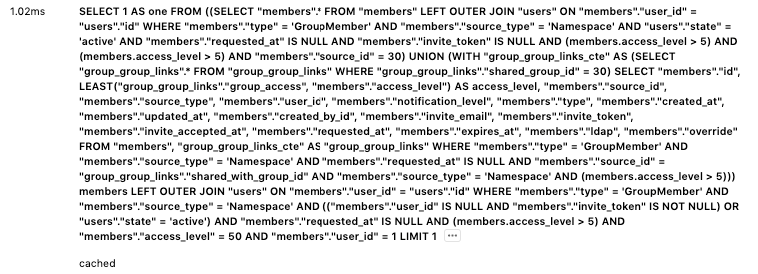 1.02ms
SELECT 1 AS one FROM ((SELECT "members".* FROM "members" LEFT OUTER JOIN "users" ON "members"."user_id" =
"users"."id" WHERE "members"."type" = 'GroupMember' AND "members"."source_type" = 'Namespace' AND "users"."state" =
'active' AND "members"."requested_at" IS NULL AND "members"."invite_token" IS NULL AND (members.access_level > 5) AND
(members.access_level > 5) AND "members"."source_id" = 30) UNION (WITH "group_group_links_cte" AS (SELECT
"group_group_links".* FROM "group_group_links" WHERE "group_group_links"."shared_group_id" = 30) SELECT "members"."id",
LEAST("group_group_links"."group_access", "members"."access_level") AS access_level, "members"."source_id",
"members"."source_type", "members"."user_id", "members"."notification_level", "members"."type", "members"."created_at",
"members"."updated_at", "members"."created_by_id", "members"."invite_email", "members"."invite_token",
"members"."invite_accepted_at", "members"."requested_at", "members"."expires_at", "members"."ldap", "members"."override"
FROM "members", "group_group_links_cte" AS "group_group_links" WHERE "members"."type" = 'GroupMember' AND
"members"."source_type" = 'Namespace' AND "members"."requested_at" IS NULL AND "members"."source_id" =
"group_group_links"."shared_with_group_id AND "members"."source_type" = 'Namespace' AND (members.access_level > 5)))
members LEFT OUTER JOIN "users" ON "members"."user_id" = "users"."id" WHERE "members"."type" = 'GroupMember' AND
"members"."source_type" = 'Namespace' AND (("members"."user_id" IS NULL AND "members"."invite_token" IS NOT NULL) OR
"users"."state" = 'active') AND "members"."requested_at" IS NULL AND (members.access_level > 5) AND
"members"."access_level" = 50 AND "members"."user_id" = 1 LIMIT 1 ...
cached